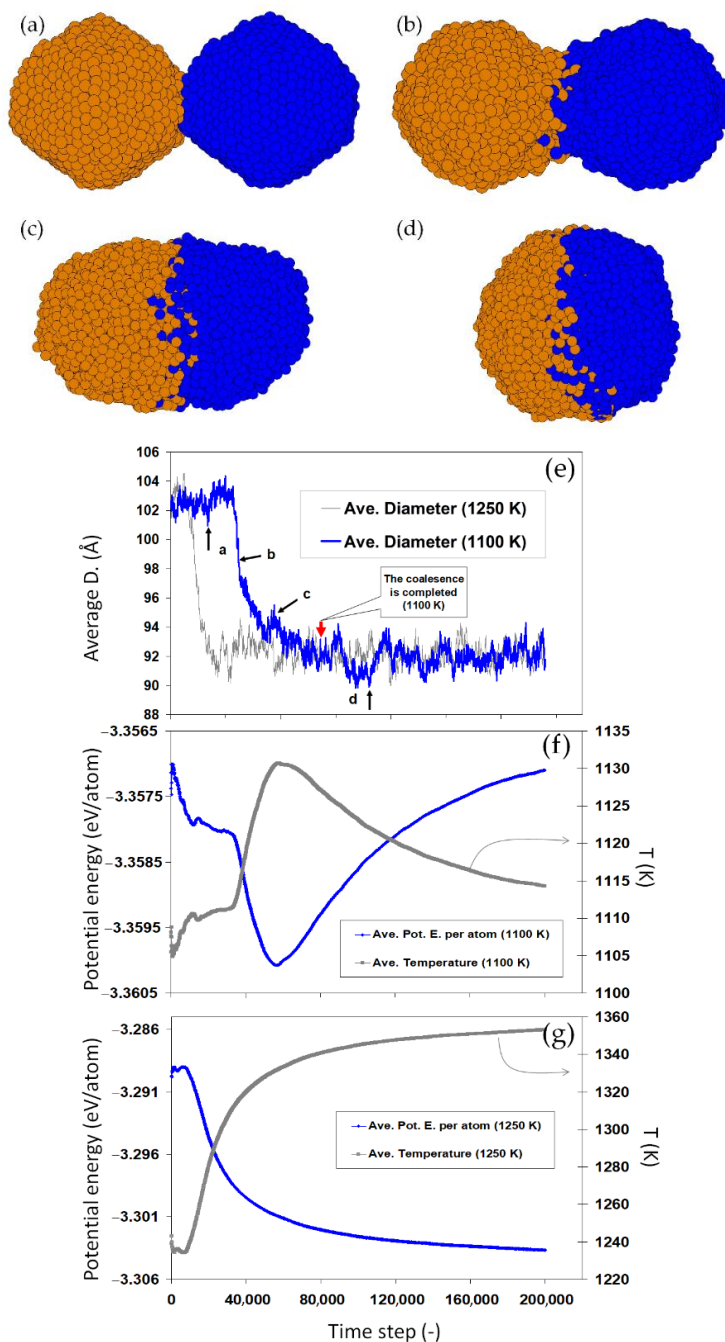 (a)
(b)
(c)
(d)
(e)
106
104
102
100
98
96
94
92
90
88
Average D. (Å)
Ave. Diameter (1250 K)
Ave. Diameter (1100 K)
a
b
c
d
The coalesence
is completed
(1100 K)
(f)
−3.3565
−3.3575
−3.3585
−3.3595
−3.3605
Potential energy (eV/atom)
1135
1130
1125
1120
1115
1110
1105
1100
T (K)
Ave. Pot. E. per atom (1100 K)
Ave. Temperature (1100 K)
(g)
−3.286
−3.291
−3.296
−3.301
−3.306
Potential energy (eV/atom)
1360
1340
1320
1300
1280
1260
1240
1220
T (K)
Ave. Pot. E. per atom (1250 K)
Ave. Temperature (1250 K)
0
40,000
80,000
120,000
160,000
200,000
Time step (-)